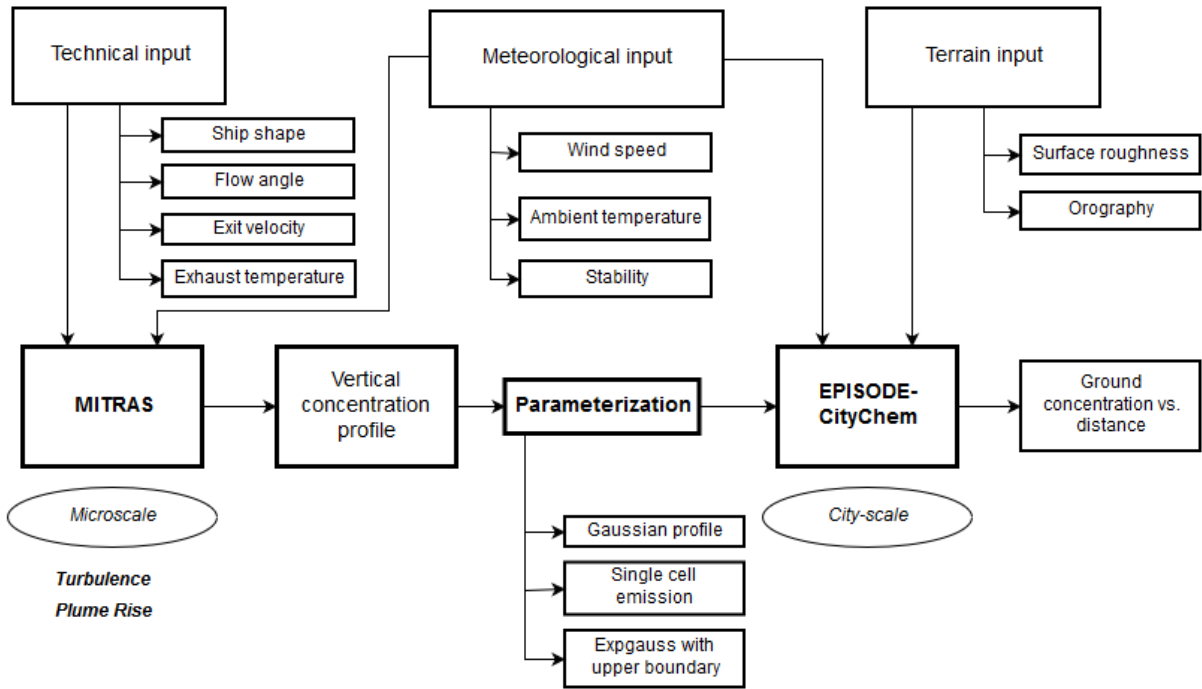 Technical input
Meteorological input
Terrain input
Ship shape
Flow angle
Exit velocity
Exhaust temperature
Wind speed
Ambient temperature
Stability
Surface roughness
Orography
MITRAS
Vertical
concentration
profile
Parameterization
EPISODE-
CityChem
Ground
concentration vs.
distance
Microscale
City-scale
Turbulence
Plume Rise
Gaussian profile
Single cell
emission
Expgauss with
upper boundary